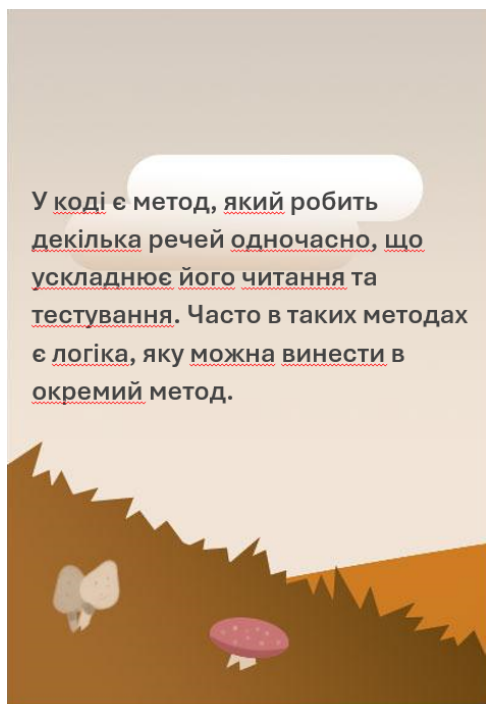 У коді є метод, який робить
декілька речей одночасно, що
ускладнює його читання та
тестування. Часто в таких методах
є логіка, яку можна винести в
окремий метод.